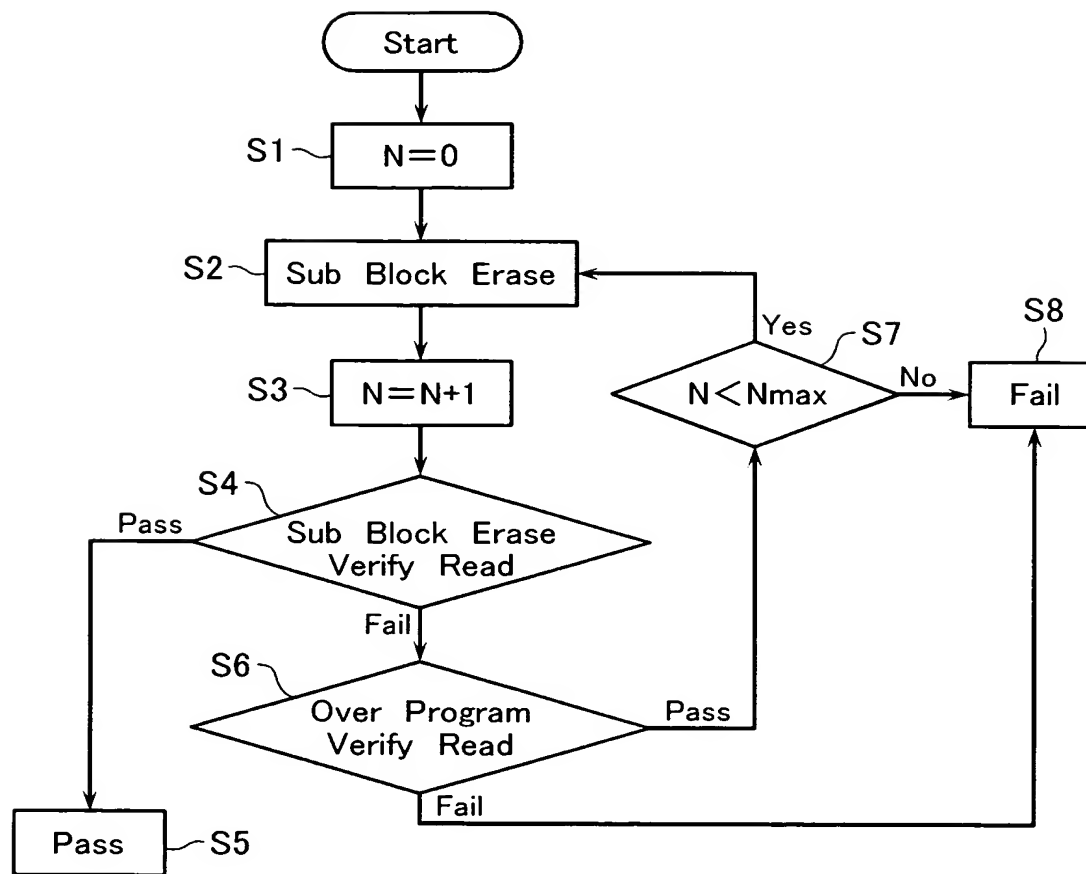 Start
S1
N=0
S2
Sub Block Erase
Yes
S7
S8
S3
N=N+1
N<Nmax
No
Fail
S4
Pass
Sub Block Erase
Verify Read
Fail
S6
Over Program
Verify Read
Pass
Fail
Pass
S5